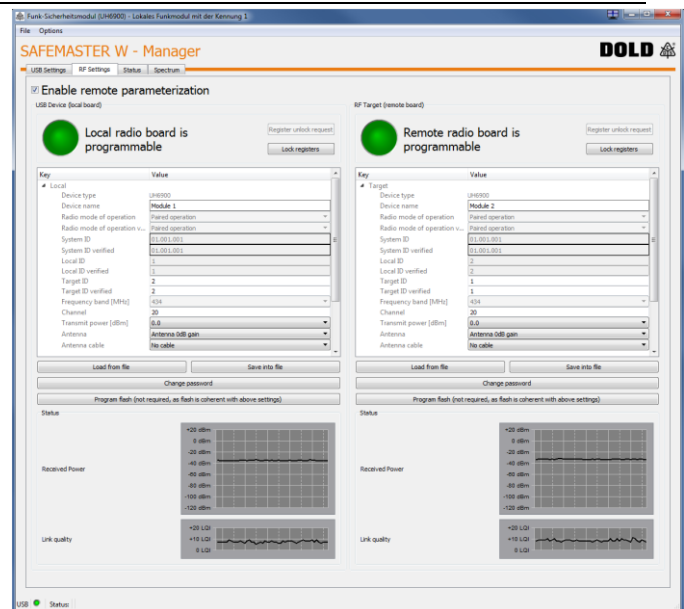 Funk-Sicherheitsmodul (UH6900) - Lokales Funkmodul mit der Kennung 1
File Options
SAFEMASTER W - Manager
DOLD
USB Settings RF Settings Status Spectrum
Enable remote parameterization
USB Device (local board)
Local radio board is
programmable
Register unlock request
Lock registers
Key Value
Local
Device type UH6900
Device name Module 1
Radio mode of operation Paired operation
Radio mode of operation v... Paired operation
System ID 01.001.001
System ID verified 01.001.001
Local ID 1
Local ID verified 1
Target ID 2
Target ID verified 2
Frequency band [MHz] 434
Channel 20
Transmit power [dBm] 0.0
Antenna Antenna 0dB gain
Antenna cable No cable
Load from file Save into file
Change password
Program flash (not required, as flash is coherent with above settings)
Status
Received Power
+20 dBm
0 dBm
-20 dBm
-40 dBm
-60 dBm
-80 dBm
-100 dBm
-120 dBm
Link quality
+20 LQI
+10 LQI
0 LQI
RF Target (remote board)
Remote radio board is
programmable
Register unlock request
Lock registers
Key Value
Target
Device type UH6900
Device name Module 2
Radio mode of operation Paired operation
Radio mode of operation v... Paired operation
System ID 01.001.001
System ID verified 01.001.001
Local ID 2
Local ID verified 2
Target ID 1
Target ID verified 1
Frequency band [MHz] 434
Channel 20
Transmit power [dBm] 0.0
Antenna Antenna 0dB gain
Antenna cable No cable
Load from file Save into file
Change password
Program flash (not required, as flash is coherent with above settings)
Status
Received Power
+20 dBm
0 dBm
-20 dBm
-40 dBm
-60 dBm
-80 dBm
-100 dBm
-120 dBm
Link quality
+20 LQI
+10 LQI
0 LQI
USB Status: